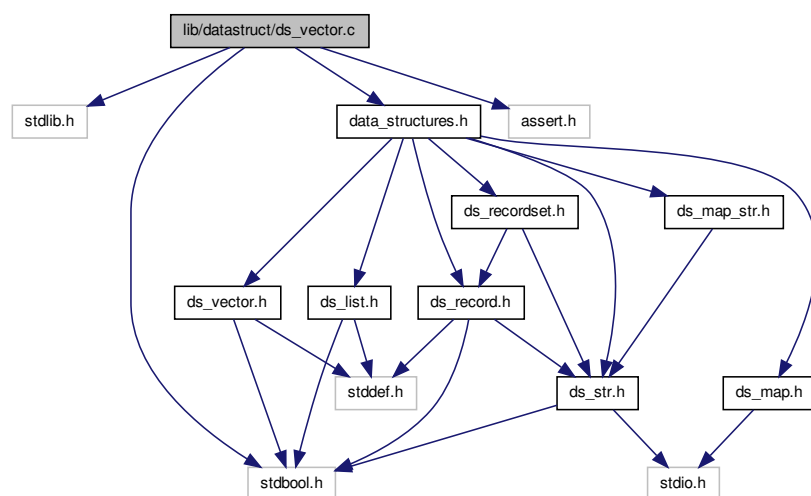 lib/datastruct/ds_vector.c
stdlib.h
data_structures.h
assert.h
ds_recordset.h
ds_map_str.h
ds_vector.h
ds_list.h
ds_record.h
stddef.h
ds_str.h
ds_map.h
stdbool.h
stdio.h